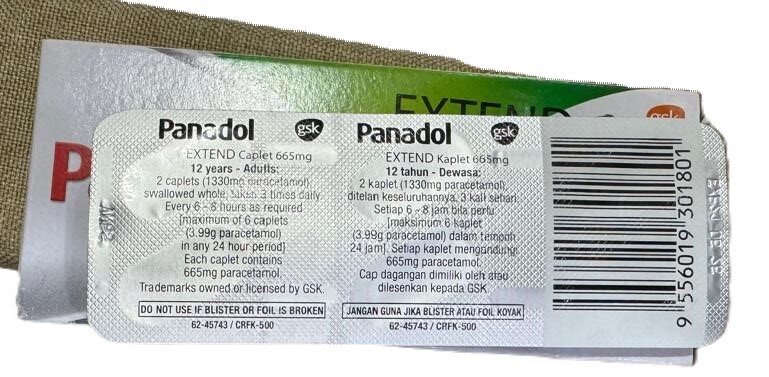 EXTEND
gsk
P
Panadol gsk
EXTEND Caplet 665mg
12 years - Adults:
2 caplets (1330mg paracetamol),
swallowed whole, taken 3 times daily
Every 6 - 8 hours as required
[maximum of 6 caplets
(3.99g paracetamol)
in any 24 hour period]
Each caplet contains
665mg paracetamol.
Trademarks owned or licensed by GSK.
DO NOT USE IF BLISTER OR FOIL IS BROKEN
62-45743 / CRFK-500
Panadol gsk
EXTEND Kaplet 665mg
12 tahun - Dewasa:
2 kaplet (1330mg paracetamol),
ditelan keseluruhannya, 3 kali sehari
Setiap 6 - 8 jam bila perlu
[maksimum 6 kaplet
(3.99g paracetamol) dalam tempoh
24 jam]. Setiap kaplet mengandungi
665mg paracetamol.
Cap dagangan dimiliki oleh atau
dilesenkan kepada GSK.
JANGAN GUNA JIKA BLISTER ATAU FOIL KOYAK
62-45743 / CRFK-500
9 556019 301801